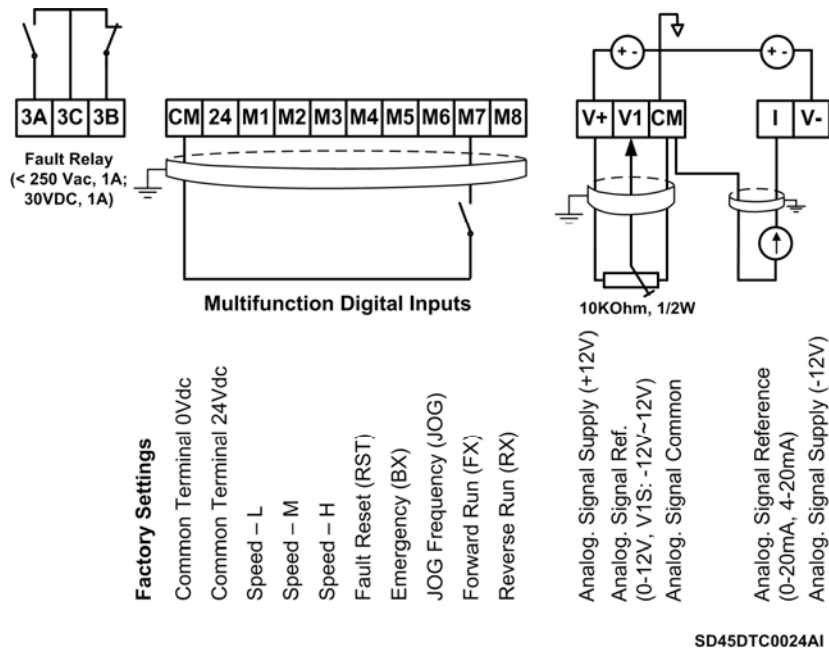 3A 3C 3B
Fault Relay
(< 250 Vac, 1A;
30VDC, 1A)
CM 24 M1 M2 M3 M4 M5 M6 M7 M8
Multifunction Digital Inputs
+ -
+ -
V+ V1 CM
I V-
10KOhm, 1/2W
Factory Settings
Common Terminal 0Vdc
Common Terminal 24Vdc
Speed – L
Speed – M
Speed – H
Fault Reset (RST)
Emergency (BX)
JOG Frequency (JOG)
Forward Run (FX)
Reverse Run (RX)
Analog. Signal Supply (+12V)
Analog. Signal Ref.
(0-12V, V1S: -12V~12V)
Analog. Signal Common
Analog. Signal Reference
(0-20mA, 4-20mA)
Analog. Signal Supply (-12V)
SD45DTC0024AI